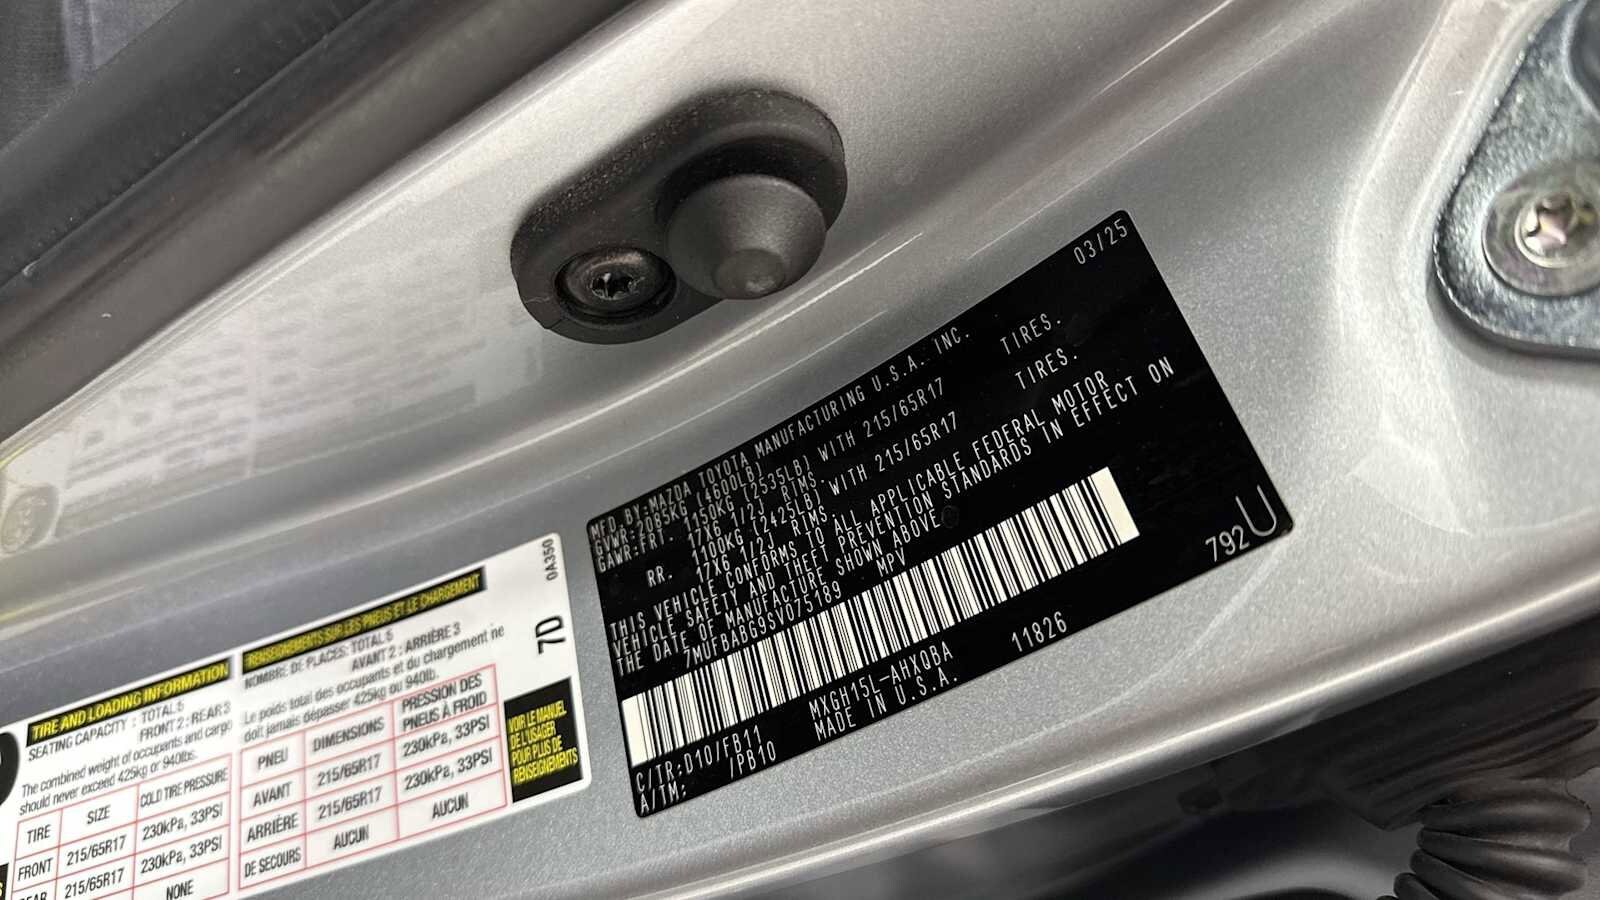 MFD. BY:MAZDA TOYOTA MANUFACTURING U.S.A. INC. 03/25
GVWR:2085KG (4600LB)
GAWR:FRT. 1150KG (2535LB) WITH 215/65R17 TIRES.
17X6 1/2J RIMS.
RR. 1100KG (2425LB) WITH 215/65R17 TIRES.
17X6 1/2J RIMS.
THIS VEHICLE CONFORMS TO ALL APPLICABLE FEDERAL MOTOR
VEHICLE SAFETY AND THEFT PREVENTION STANDARDS IN EFFECT ON
THE DATE OF MANUFACTURE SHOWN ABOVE.
7MUFBABG9SV075189 MPV
792U
C/TR:D10/FB11 MXGH15L-AHXQBA 11826
A/TM: /PB10 MADE IN U.S.A.
TIRE AND LOADING INFORMATION
SEATING CAPACITY : TOTAL 5
FRONT 2 : REAR 3
The combined weight of occupants and cargo
should never exceed 425kg or 940lbs.
TIRE SIZE COLD TIRE PRESSURE
FRONT 215/65R17 230kPa, 33PSI
215/65R17 230kPa, 33PSI
NONE
RENSEIGNEMENTS SUR LES PNEUS ET LE CHARGEMENT
NOMBRE DE PLACES: TOTAL 5
AVANT 2 : ARRIÈRE 3
Le poids total des occupants et du chargement ne
doit jamais dépasser 425kg ou 940lb.
PNEU DIMENSIONS PRESSION DES PNEUS À FROID
AVANT 215/65R17 230kPa, 33PSI
ARRIÈRE 215/65R17 230kPa, 33PSI
DE SECOURS AUCUN AUCUN
0A350
7D
VOIR LE MANUEL
DE L'USAGER
POUR PLUS DE
RENSEIGNEMENTS